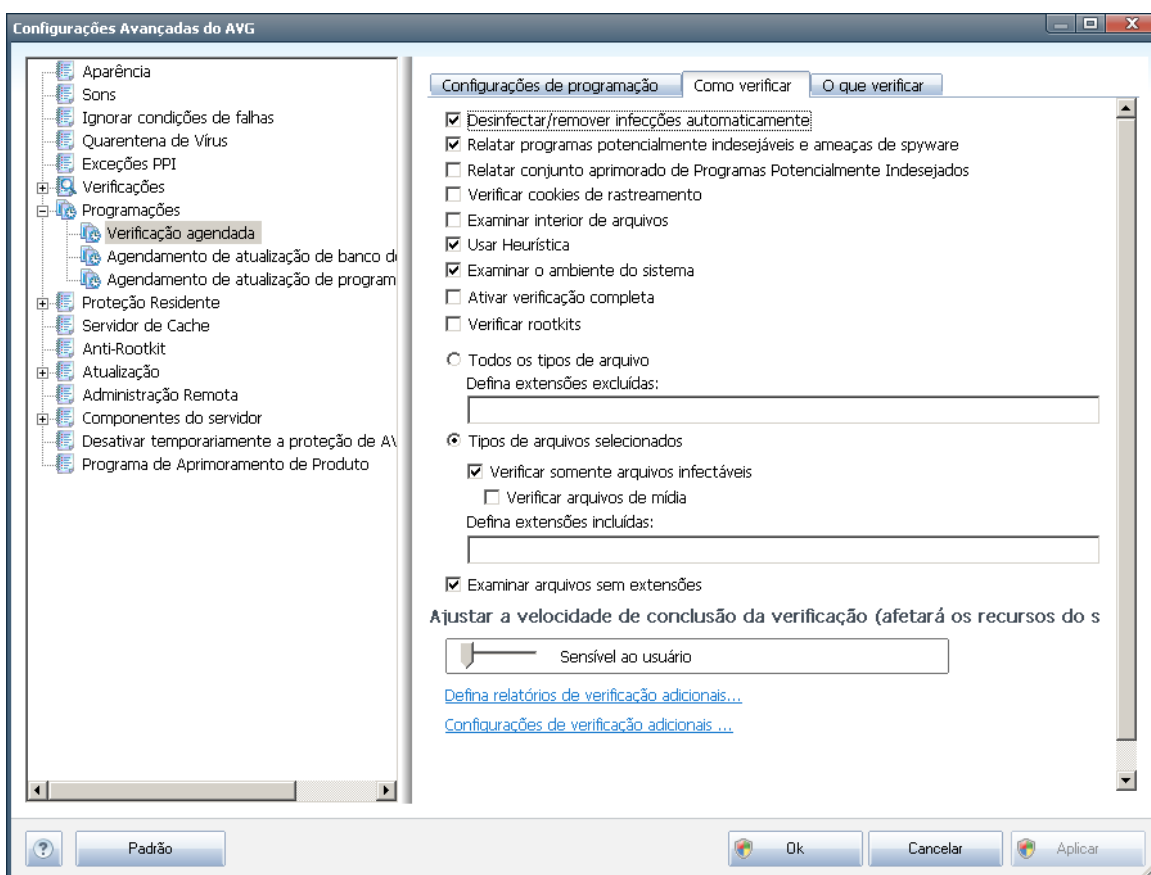 Configurações Avançadas do AVG
Aparência
Sons
Ignorar condições de falhas
Quarentena de Vírus
Exceções PPI
Verificações
Programações
Verificação agendada
Agendamento de atualização de banco d
Agendamento de atualização de program
Proteção Residente
Servidor de Cache
Anti-Rootkit
Atualização
Administração Remota
Componentes do servidor
Desativar temporariamente a proteção de AV
Programa de Aprimoramento de Produto
Configurações de programação
Como verificar
O que verificar
Desinfectar/remover infecções automaticamente
Relatar programas potencialmente indesejáveis e ameaças de spyware
Relatar conjunto aprimorado de Programas Potencialmente Indesejados
Verificar cookies de rastreamento
Examinar interior de arquivos
Usar Heurística
Examinar o ambiente do sistema
Ativar verificação completa
Verificar rootkits
Todos os tipos de arquivo
Defina extensões excluídas:
Tipos de arquivos selecionados
Verificar somente arquivos infectáveis
Verificar arquivos de mídia
Defina extensões incluídas:
Examinar arquivos sem extensões
Ajustar a velocidade de conclusão da verificação (afetará os recursos do s
Sensível ao usuário
Defina relatórios de verificação adicionais...
Configurações de verificação adicionais ...
? Padrão Ok Cancelar Aplicar